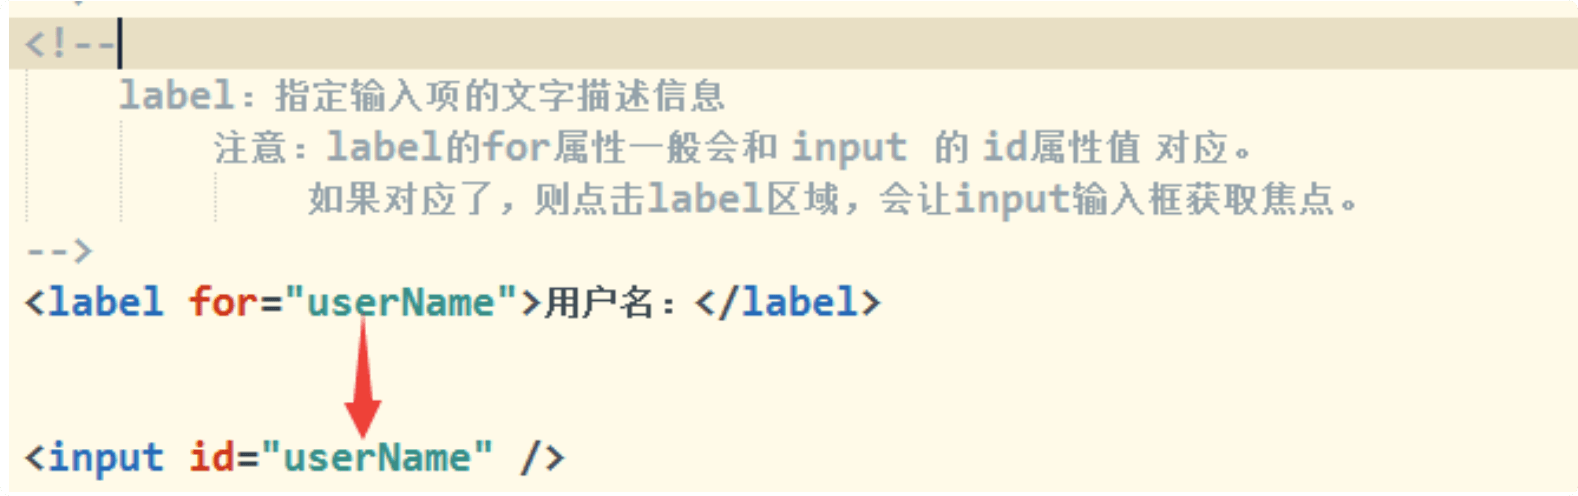 <!--
label：指定输入项的文字描述信息
注意：label的for属性一般会和 input 的 id属性值 对应。
如果对应了，则点击label区域，会让input输入框获取焦点。
-->
<label for="userName">用户名：</label>
<input id="userName" />